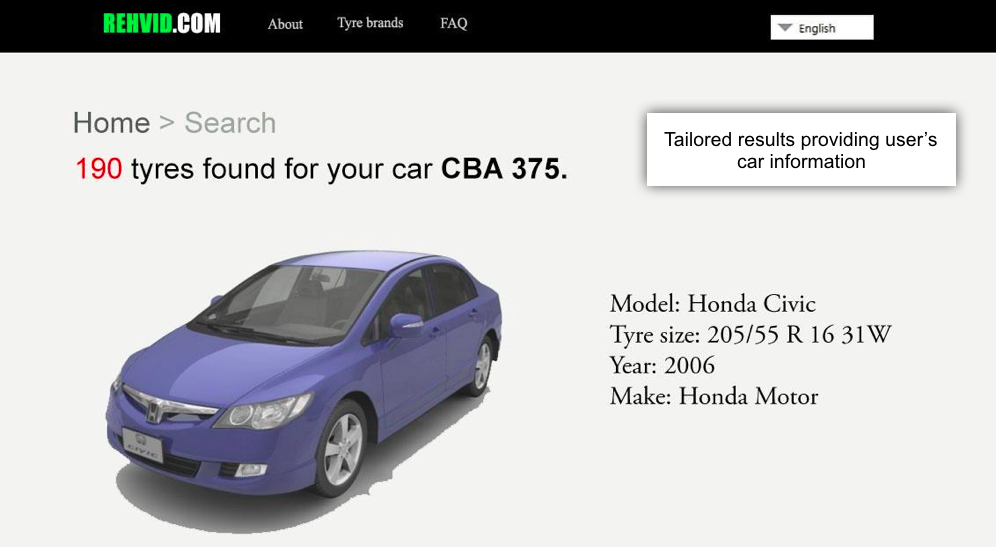 REHVID.COM
About
Tyre brands
FAQ
English
Home > Search
190 tyres found for your car CBA 375.
Tailored results providing user's
car information
Model: Honda Civic
Tyre size: 205/55 R 16 31W
Year: 2006
Make: Honda Motor
CIVIC